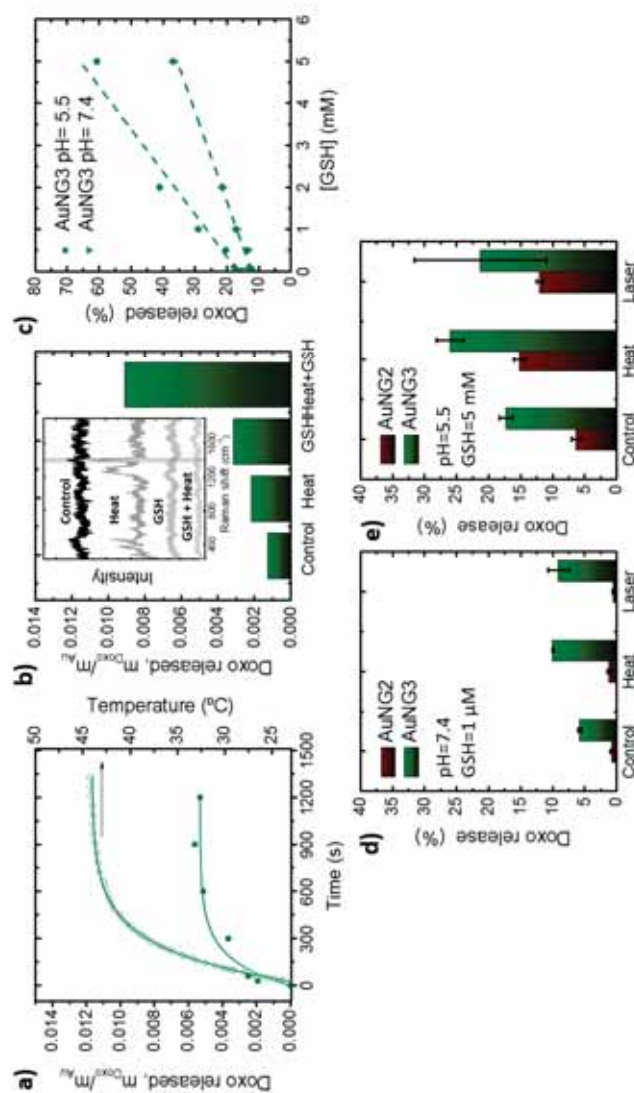 a)
Doxo released, mDoxo/mAu
0.014
0.012
0.010
0.008
0.006
0.004
0.002
0.000
0 300 600 900 1200 1500
Time (s)
50
45
40
35
30
25
Temperature (ºC)
b)
Doxo released, mDoxo/mAu
0.014
0.012
0.010
0.008
0.006
0.004
0.002
0.000
Control Heat GSH Heat+GSH
Intensity
Control
Heat
GSH
GSH + Heat
400 800 1200 1600
Raman shift (cm-1)
c)
Doxo released (%)
80
70
60
50
40
30
20
10
0
AuNG3 pH= 5.5
AuNG3 pH= 7.4
0 1 2 3 4 5 6
[GSH] (mM)
d)
Doxo release (%)
40
35
30
25
20
15
10
5
0
AuNG2
AuNG3
pH=7.4
GSH=1 µM
Control Heat Laser
e)
Doxo release (%)
40
35
30
25
20
15
10
5
0
AuNG2
AuNG3
pH=5.5
GSH=5 mM
Control Heat Laser